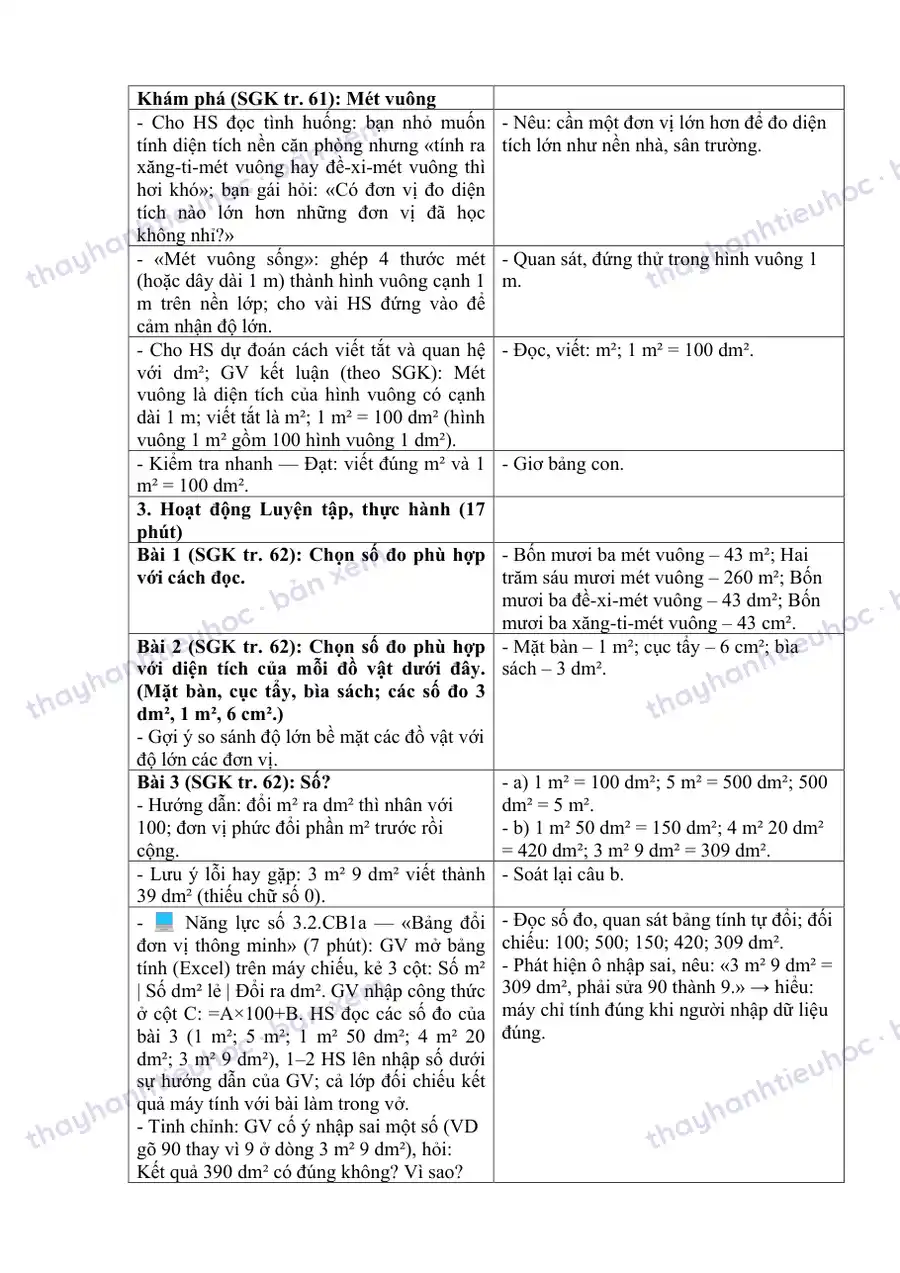 Khám phá (SGK tr. 61): Mét vuông
- Cho HS đọc tình huống: bạn nhỏ muốn
tính diện tích nền căn phòng nhưng «tính ra
xăng-ti-mét vuông hay đề-xi-mét vuông thì
hơi khó»; bạn gái hỏi: «Có đơn vị đo diện
tích nào lớn hơn những đơn vị đã học
không nhỉ?»
- Nêu: cần một đơn vị lớn hơn để đo diện
tích lớn như nền nhà, sân trường.
- «Mét vuông sống»: ghép 4 thước mét
(hoặc dây dài 1 m) thành hình vuông cạnh 1
m trên nền lớp; cho vài HS đứng vào để
cảm nhận độ lớn.
- Quan sát, đứng thử trong hình vuông 1
m.
- Cho HS dự đoán cách viết tắt và quan hệ
với dm²; GV kết luận (theo SGK): Mét
vuông là diện tích của hình vuông có cạnh
dài 1 m; viết tắt là m²; 1 m² = 100 dm² (hình
vuông 1 m² gồm 100 hình vuông 1 dm²).
- Đọc, viết: m²; 1 m² = 100 dm².
- Kiểm tra nhanh — Đạt: viết đúng m² và 1
m² = 100 dm².
- Giơ bảng con.
3. Hoạt động Luyện tập, thực hành (17
phút)
Bài 1 (SGK tr. 62): Chọn số đo phù hợp
với cách đọc.
- Bốn mươi ba mét vuông – 43 m²; Hai
trăm sáu mươi mét vuông – 260 m²; Bốn
mươi ba đề-xi-mét vuông – 43 dm²; Bốn
mươi ba xăng-ti-mét vuông – 43 cm².
Bài 2 (SGK tr. 62): Chọn số đo phù hợp
với diện tích của mỗi đồ vật dưới đây.
(Mặt bàn, cục tẩy, bìa sách; các số đo 3
dm², 1 m², 6 cm².)
- Gợi ý so sánh độ lớn bề mặt các đồ vật với
độ lớn các đơn vị.
- Mặt bàn – 1 m²; cục tẩy – 6 cm²; bìa
sách – 3 dm².
Bài 3 (SGK tr. 62): Số?
- Hướng dẫn: đổi m² ra dm² thì nhân với
100; đơn vị phức đổi phần m² trước rồi
cộng.
- a) 1 m² = 100 dm²; 5 m² = 500 dm²; 500
dm² = 5 m².
- b) 1 m² 50 dm² = 150 dm²; 4 m² 20 dm²
= 420 dm²; 3 m² 9 dm² = 309 dm².
- Lưu ý lỗi hay gặp: 3 m² 9 dm² viết thành
39 dm² (thiếu chữ số 0).
- Soát lại câu b.
- Năng lực số 3.2.CB1a — «Bảng đổi
đơn vị thông minh» (7 phút): GV mở bảng
tính (Excel) trên máy chiếu, kẻ 3 cột: Số m²
| Số dm² lẻ | Đổi ra dm². GV nhập công thức
ở cột C: =A×100+B. HS đọc các số đo của
bài 3 (1 m²; 5 m²; 1 m² 50 dm²; 4 m² 20
dm²; 3 m² 9 dm²), 1–2 HS lên nhập số dưới
sự hướng dẫn của GV; cả lớp đối chiếu kết
quả máy tính với bài làm trong vở.
- Tinh chỉnh: GV cố ý nhập sai một số (VD
gõ 90 thay vì 9 ở dòng 3 m² 9 dm²), hỏi:
Kết quả 390 dm² có đúng không? Vì sao?
- Đọc số đo, quan sát bảng tính tự đổi; đối
chiếu: 100; 500; 150; 420; 309 dm².
- Phát hiện ô nhập sai, nêu: «3 m² 9 dm² =
309 dm², phải sửa 90 thành 9.» → hiểu:
máy chỉ tính đúng khi người nhập dữ liệu
đúng.
thayhanhtieuhoc · bản xem
thayhanhtieuhoc · b
thayhanhtieuhoc · bản xem
thayhanhtieuhoc · b
thayhanhtieuhoc · bản xem
thayhanhtieuhoc · b